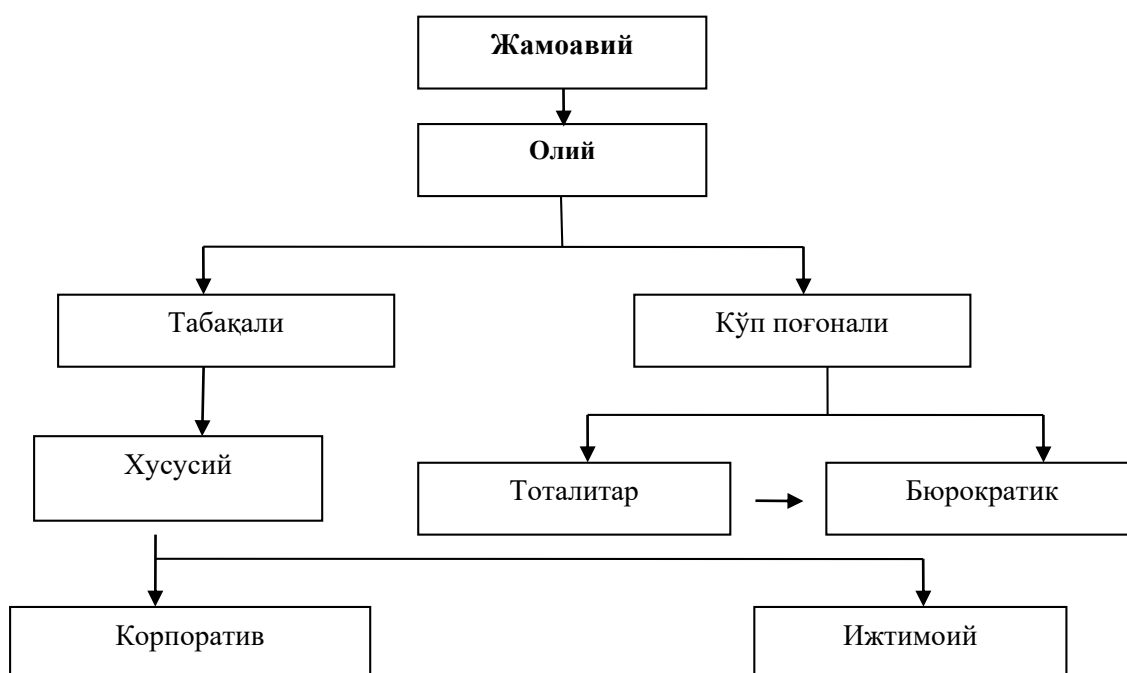 Жамоавий
Олий
Табақали
Кўп поғонали
Хусусий
Тоталитар
Бюрократик
Корпоратив
Ижтимоий